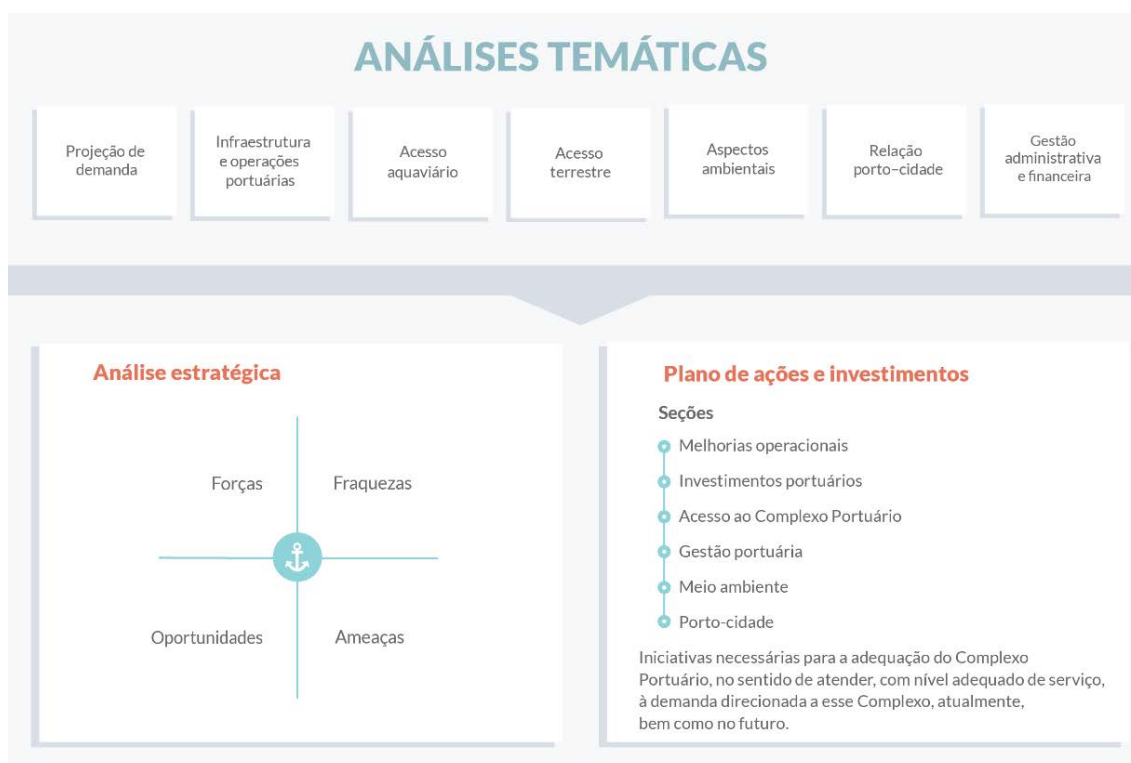 ANÁLISES TEMÁTICAS
Projeção de
demanda
Infraestrutura
e operações
portuárias
Acesso
aquaviário
Acesso
terrestre
Aspectos
ambientais
Relação
porto–cidade
Gestão
administrativa
e financeira
Análise estratégica
Forças
Fraquezas
Oportunidades
Ameaças
Plano de ações e investimentos
Seções
Melhorias operacionais
Investimentos portuários
Acesso ao Complexo Portuário
Gestão portuária
Meio ambiente
Porto-cidade
Iniciativas necessárias para a adequação do Complexo
Portuário, no sentido de atender, com nível adequado de serviço,
à demanda direcionada a esse Complexo, atualmente,
bem como no futuro.